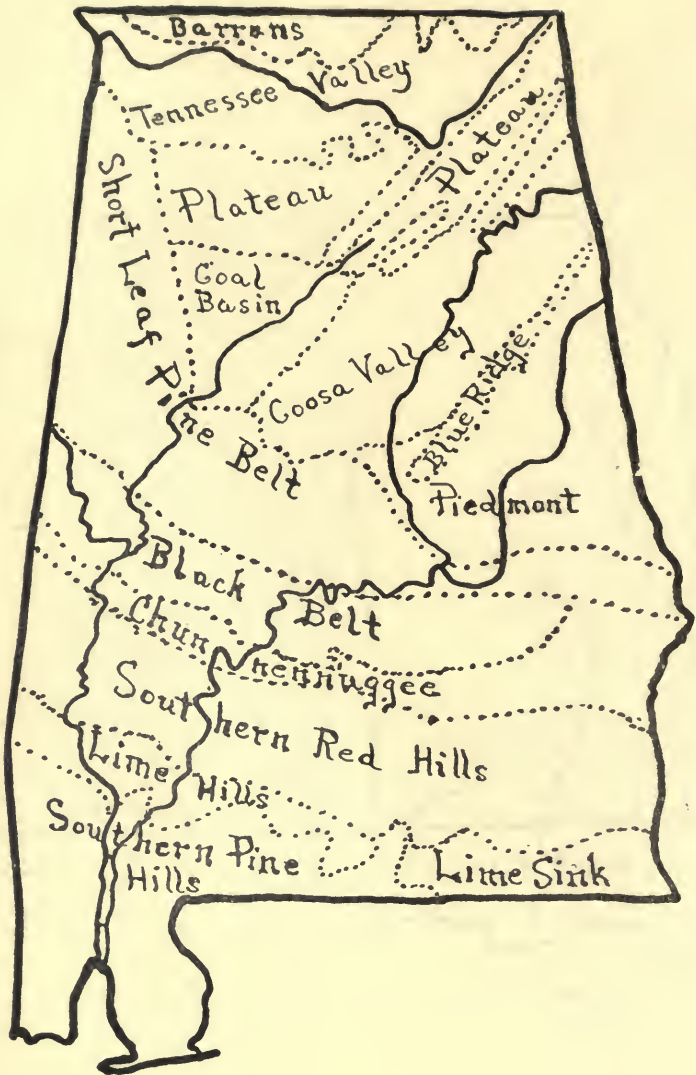 Barrens
Tennessee Valley
Plateau
Plateau
Short Leaf Pine Belt
Coal
Basin
Coosa Valley
Blue Ridge
Piedmont
Black Belt
Chunnennuggee
Southern Red Hills
Lime Hills
Southern Pine
Hills
Lime Sink